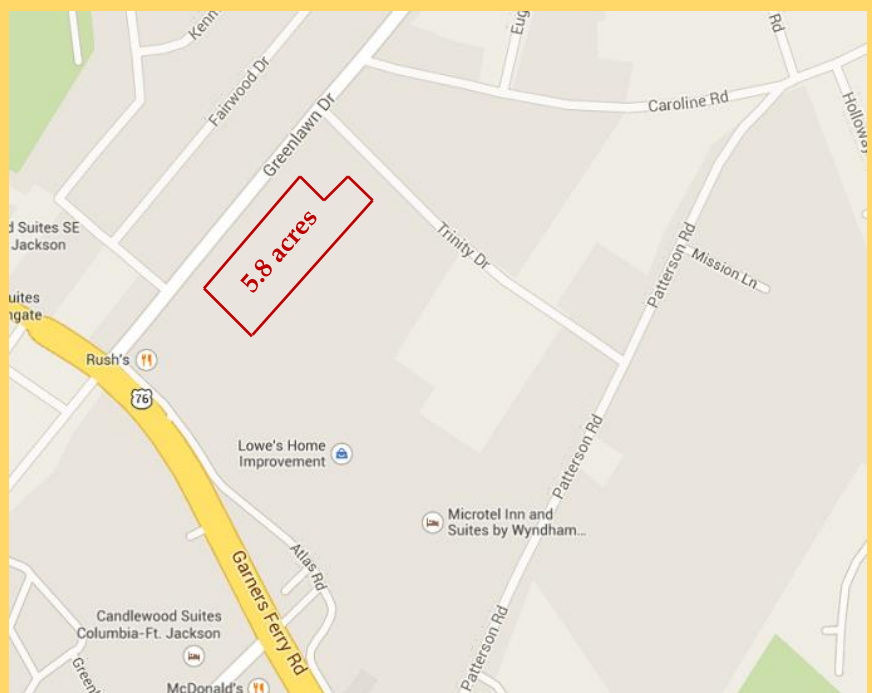 Kenn
Eug
Rd
Fairwood Dr
Greenlawn Dr
Caroline Rd
Holloway
d Suites SE
Jackson
5.8 acres
Trinity Dr
Patterson Rd
Mission Ln
uites
ngate
Rush's
76
Lowe's Home
Improvement
Patterson Rd
Microtel Inn and
Suites by Wyndham...
Atlas Rd
Garners Ferry Rd
Candlewood Suites
Columbia-Ft. Jackson
Patterson Rd
Greenl
McDonald's